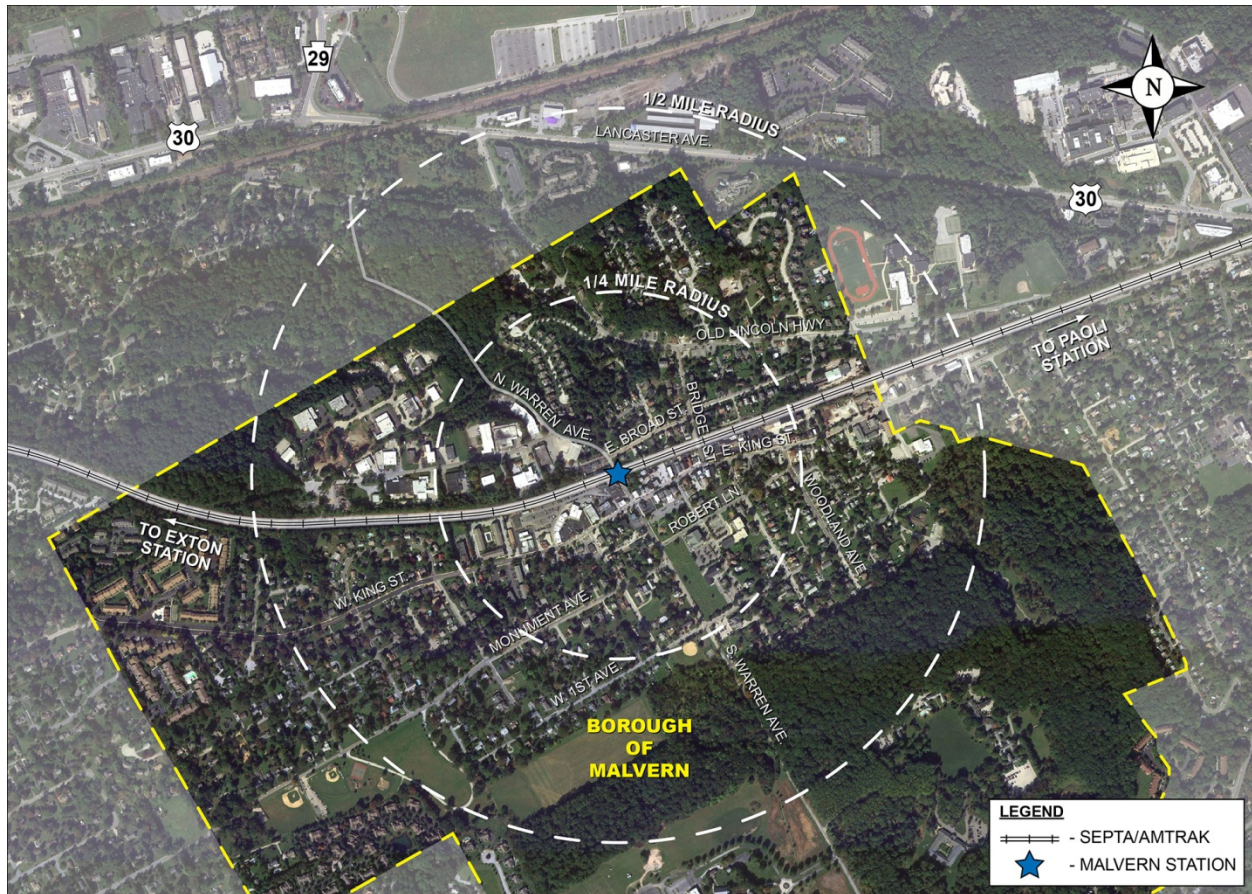 29
30
N
1/2 MILE RADIUS
LANCASTER AVE.
30
1/4 MILE RADIUS
OLD LINCOLN HWY
TO PAOLI
STATION
N. WARREN AVE.
E. BROAD ST.
BRIDGE ST.
E. KING ST.
ROBERT LN.
WOODLAND AVE.
TO EXTON
STATION
W. KING ST.
MONUMENT AVE.
W. 1ST AVE.
S. WARREN AVE.
BOROUGH
OF
MALVERN
LEGEND
- SEPTA/AMTRAK
- MALVERN STATION